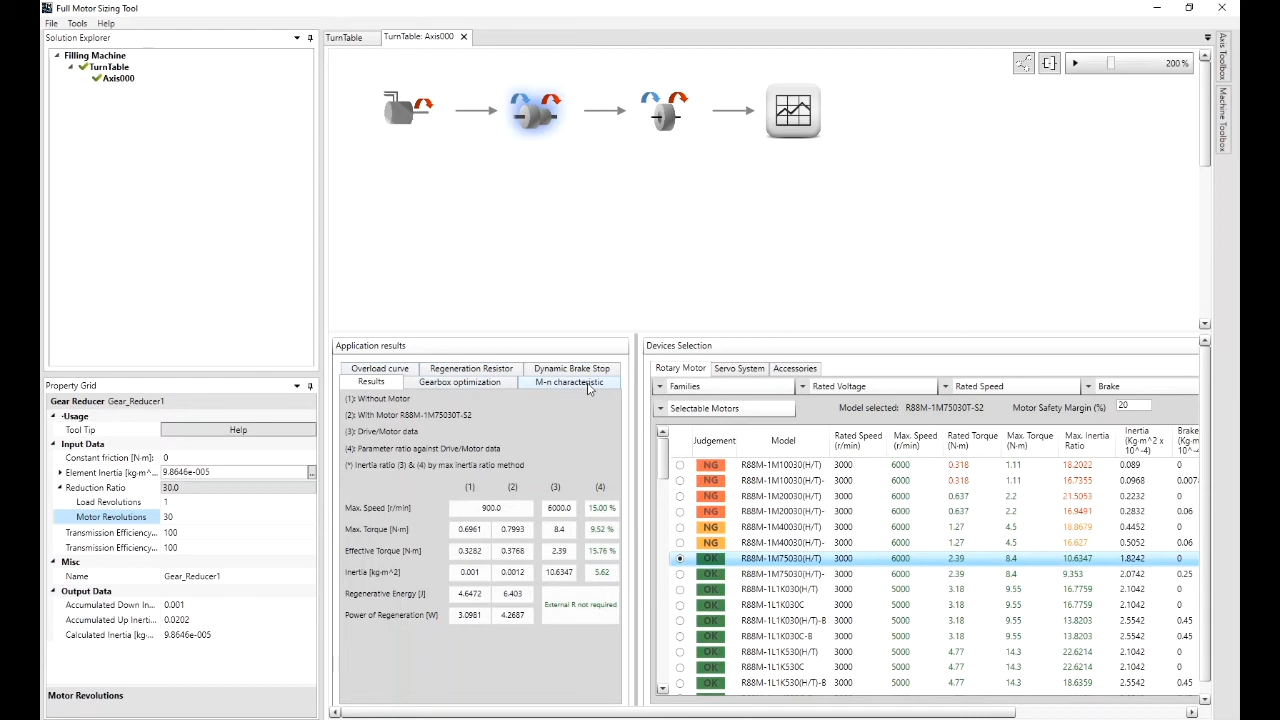 Full Motor Sizing Tool
File Tools Help
Solution Explorer
Filling Machine
TurnTable
Axis000
TurnTable
TurnTable: Axis000
200 %
Axis Toolbox
Machine Toolbox
Property Grid
Gear Reducer Gear_Reducer1
-Usage
Tool Tip Help
Input Data
Constant friction [N·m]: 0
Element Inertia [kg·m^... 9.8646e-005 ...
Reduction Ratio 30.0
Load Revolutions 1
Motor Revolutions 30
Transmission Efficiency... 100
Transmission Efficiency... 100
Misc
Name Gear_Reducer1
Output Data
Accumulated Down In... 0.001
Accumulated Up Inerti... 0.0202
Calculated Inertia [kg·... 9.8646e-005
Motor Revolutions
Application results
Overload curve Regeneration Resistor Dynamic Brake Stop
Results Gearbox optimization M-n characteristic
(1): Without Motor
(2): With Motor R88M-1M75030T-S2
(3): Drive/Motor data
(4): Parameter ratio against Drive/Motor data
(*) Inertia ratio (3) & (4) by max inertia ratio method
(1) (2) (3) (4)
Max. Speed [r/min] 900.0 6000.0 15.00 %
Max. Torque [N·m] 0.6961 0.7993 8.4 9.52 %
Effective Torque [N·m] 0.3282 0.3768 2.39 15.76 %
Inertia [kg·m^2] 0.001 0.0012 10.6347 5.62
Regenerative Energy [J] 4.6472 6.403 External R not required
Power of Regeneration [W] 3.0981 4.2687
Devices Selection
Rotary Motor Servo System Accessories
Families Rated Voltage Rated Speed Brake
Selectable Motors Model selected: R88M-1M75030T-S2 Motor Safety Margin (%) 20
Judgement Model Rated Speed (r/min) Max. Speed (r/min) Rated Torque (N·m) Max. Torque (N·m) Max. Inertia Ratio Inertia (Kg·m^2 x 10^-4) Brake (Kg·m 10^-4)
NG R88M-1M10030(H/T) 3000 6000 0.318 1.11 18.2022 0.089 0
NG R88M-1M10030(H/T)- 3000 6000 0.318 1.11 16.7355 0.0968 0.007
NG R88M-1M20030(H/T) 3000 6000 0.637 2.2 21.5053 0.2232 0
NG R88M-1M20030(H/T)- 3000 6000 0.637 2.2 16.9491 0.2832 0.06
NG R88M-1M40030(H/T) 3000 6000 1.27 4.5 18.8679 0.4452 0
NG R88M-1M40030(H/T)- 3000 6000 1.27 4.5 16.627 0.5052 0.06
OK R88M-1M75030(H/T) 3000 6000 2.39 8.4 10.6347 1.8242 0
OK R88M-1M75030(H/T)- 3000 6000 2.39 8.4 9.353 2.0742 0.25
OK R88M-1L1K030(H/T) 3000 5000 3.18 9.55 16.7759 2.1042 0
OK R88M-1L1K030C 3000 5000 3.18 9.55 16.7759 2.1042 0
OK R88M-1L1K030(H/T)-B 3000 5000 3.18 9.55 13.8203 2.5542 0.45
OK R88M-1L1K030C-B 3000 5000 3.18 9.55 13.8203 2.5542 0.45
OK R88M-1L1K530(H/T) 3000 5000 4.77 14.3 22.6214 2.1042 0
OK R88M-1L1K530C 3000 5000 4.77 14.3 22.6214 2.1042 0
OK R88M-1L1K530(H/T)-B 3000 5000 4.77 14.3 18.6359 2.5542 0.45